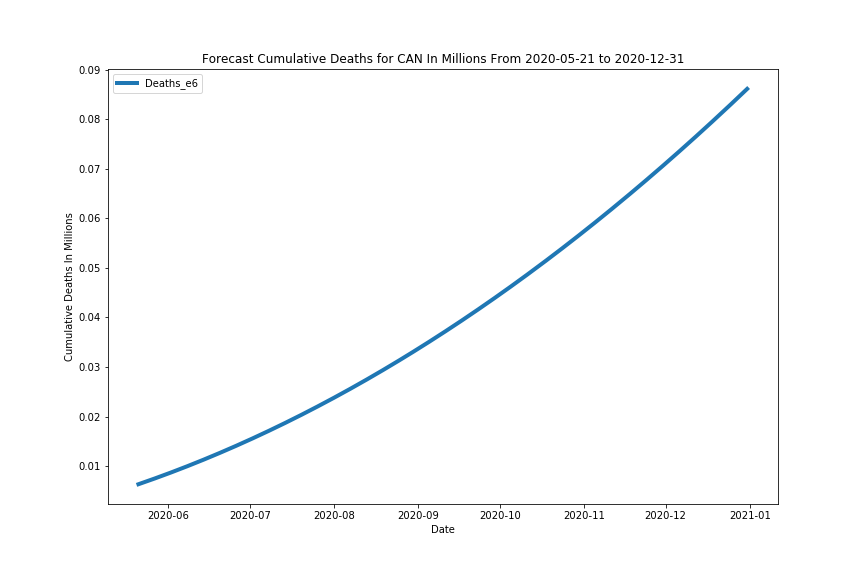 Forecast Cumulative Deaths for CAN In Millions From 2020-05-21 to 2020-12-31
Deaths_e6
Cumulative Deaths In Millions
0.09
0.08
0.07
0.06
0.05
0.04
0.03
0.02
0.01
2020-06 2020-07 2020-08 2020-09 2020-10 2020-11 2020-12 2021-01
Date